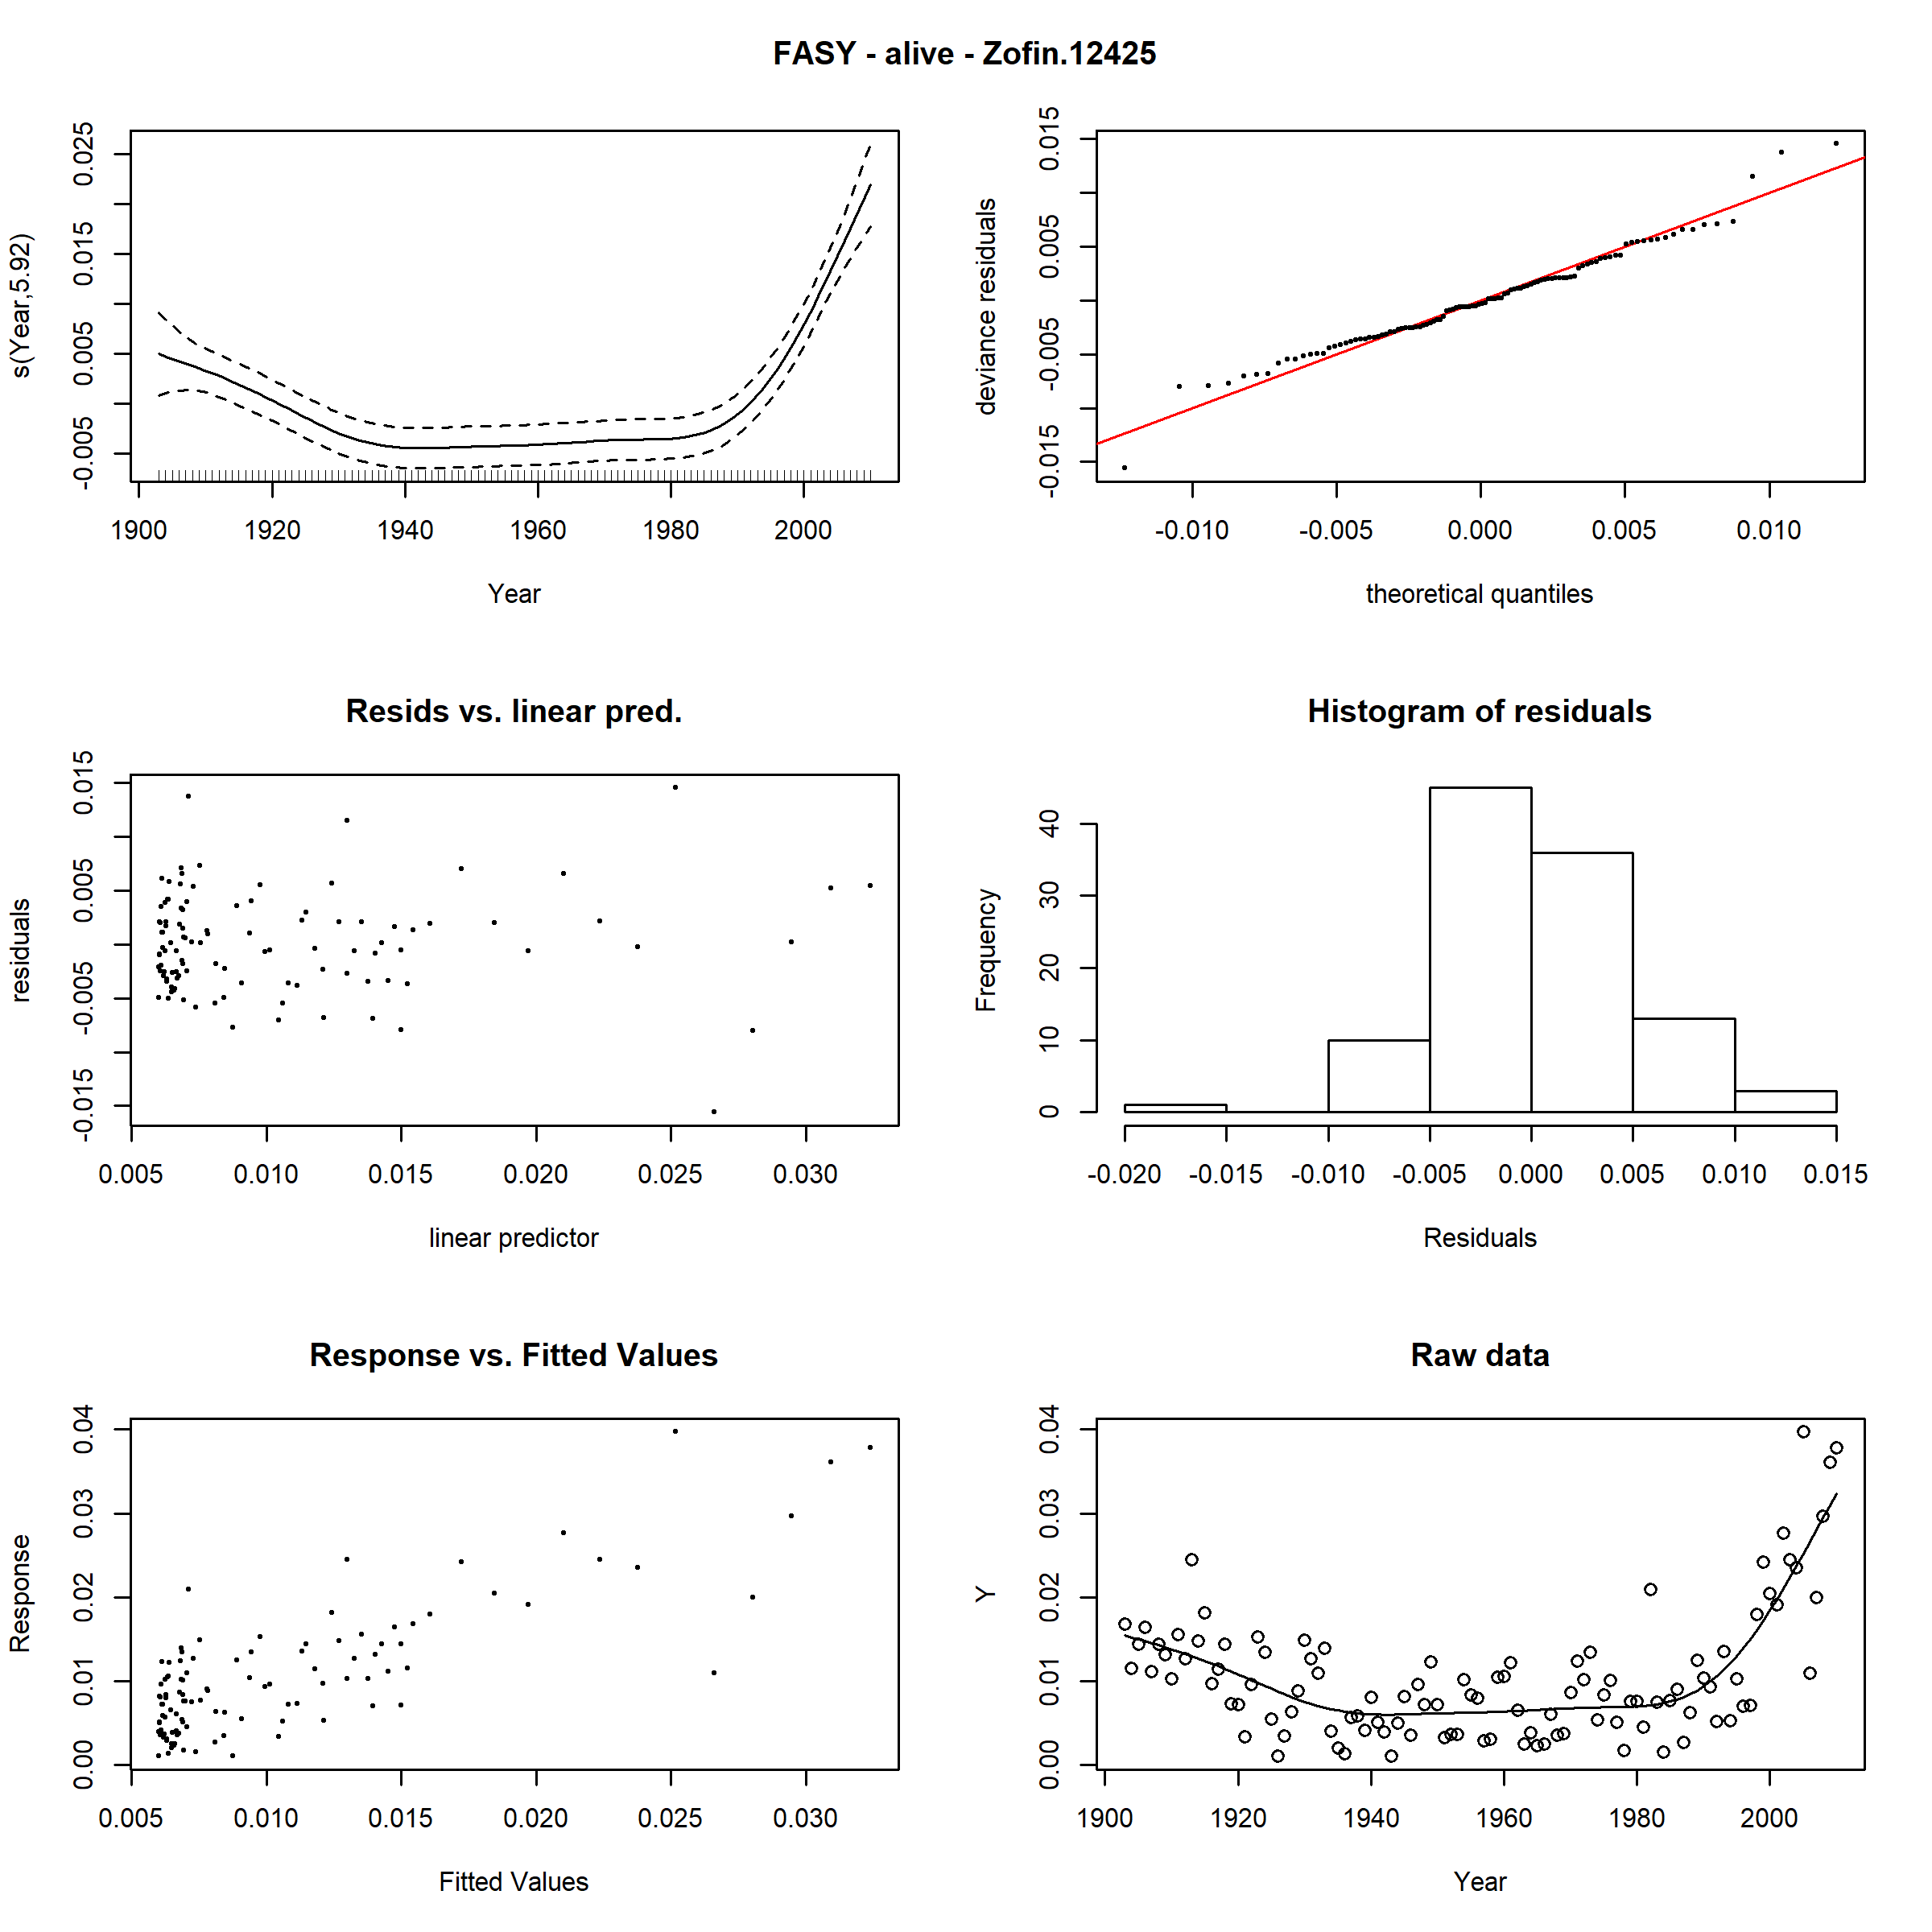 FASY - alive - Zofin.12425
s(Year,5.92)
-0.005 0.005 0.015 0.025
1900 1920 1940 1960 1980 2000
Year
deviance residuals
-0.015 -0.005 0.005 0.015
-0.010 -0.005 0.000 0.005 0.010
theoretical quantiles
Resids vs. linear pred.
residuals
-0.015 -0.005 0.005 0.015
0.005 0.010 0.015 0.020 0.025 0.030
linear predictor
Histogram of residuals
Frequency
0 10 20 30 40
-0.020 -0.015 -0.010 -0.005 0.000 0.005 0.010 0.015
Residuals
Response vs. Fitted Values
Response
0.00 0.01 0.02 0.03 0.04
0.005 0.010 0.015 0.020 0.025 0.030
Fitted Values
Raw data
Y
0.00 0.01 0.02 0.03 0.04
1900 1920 1940 1960 1980 2000
Year